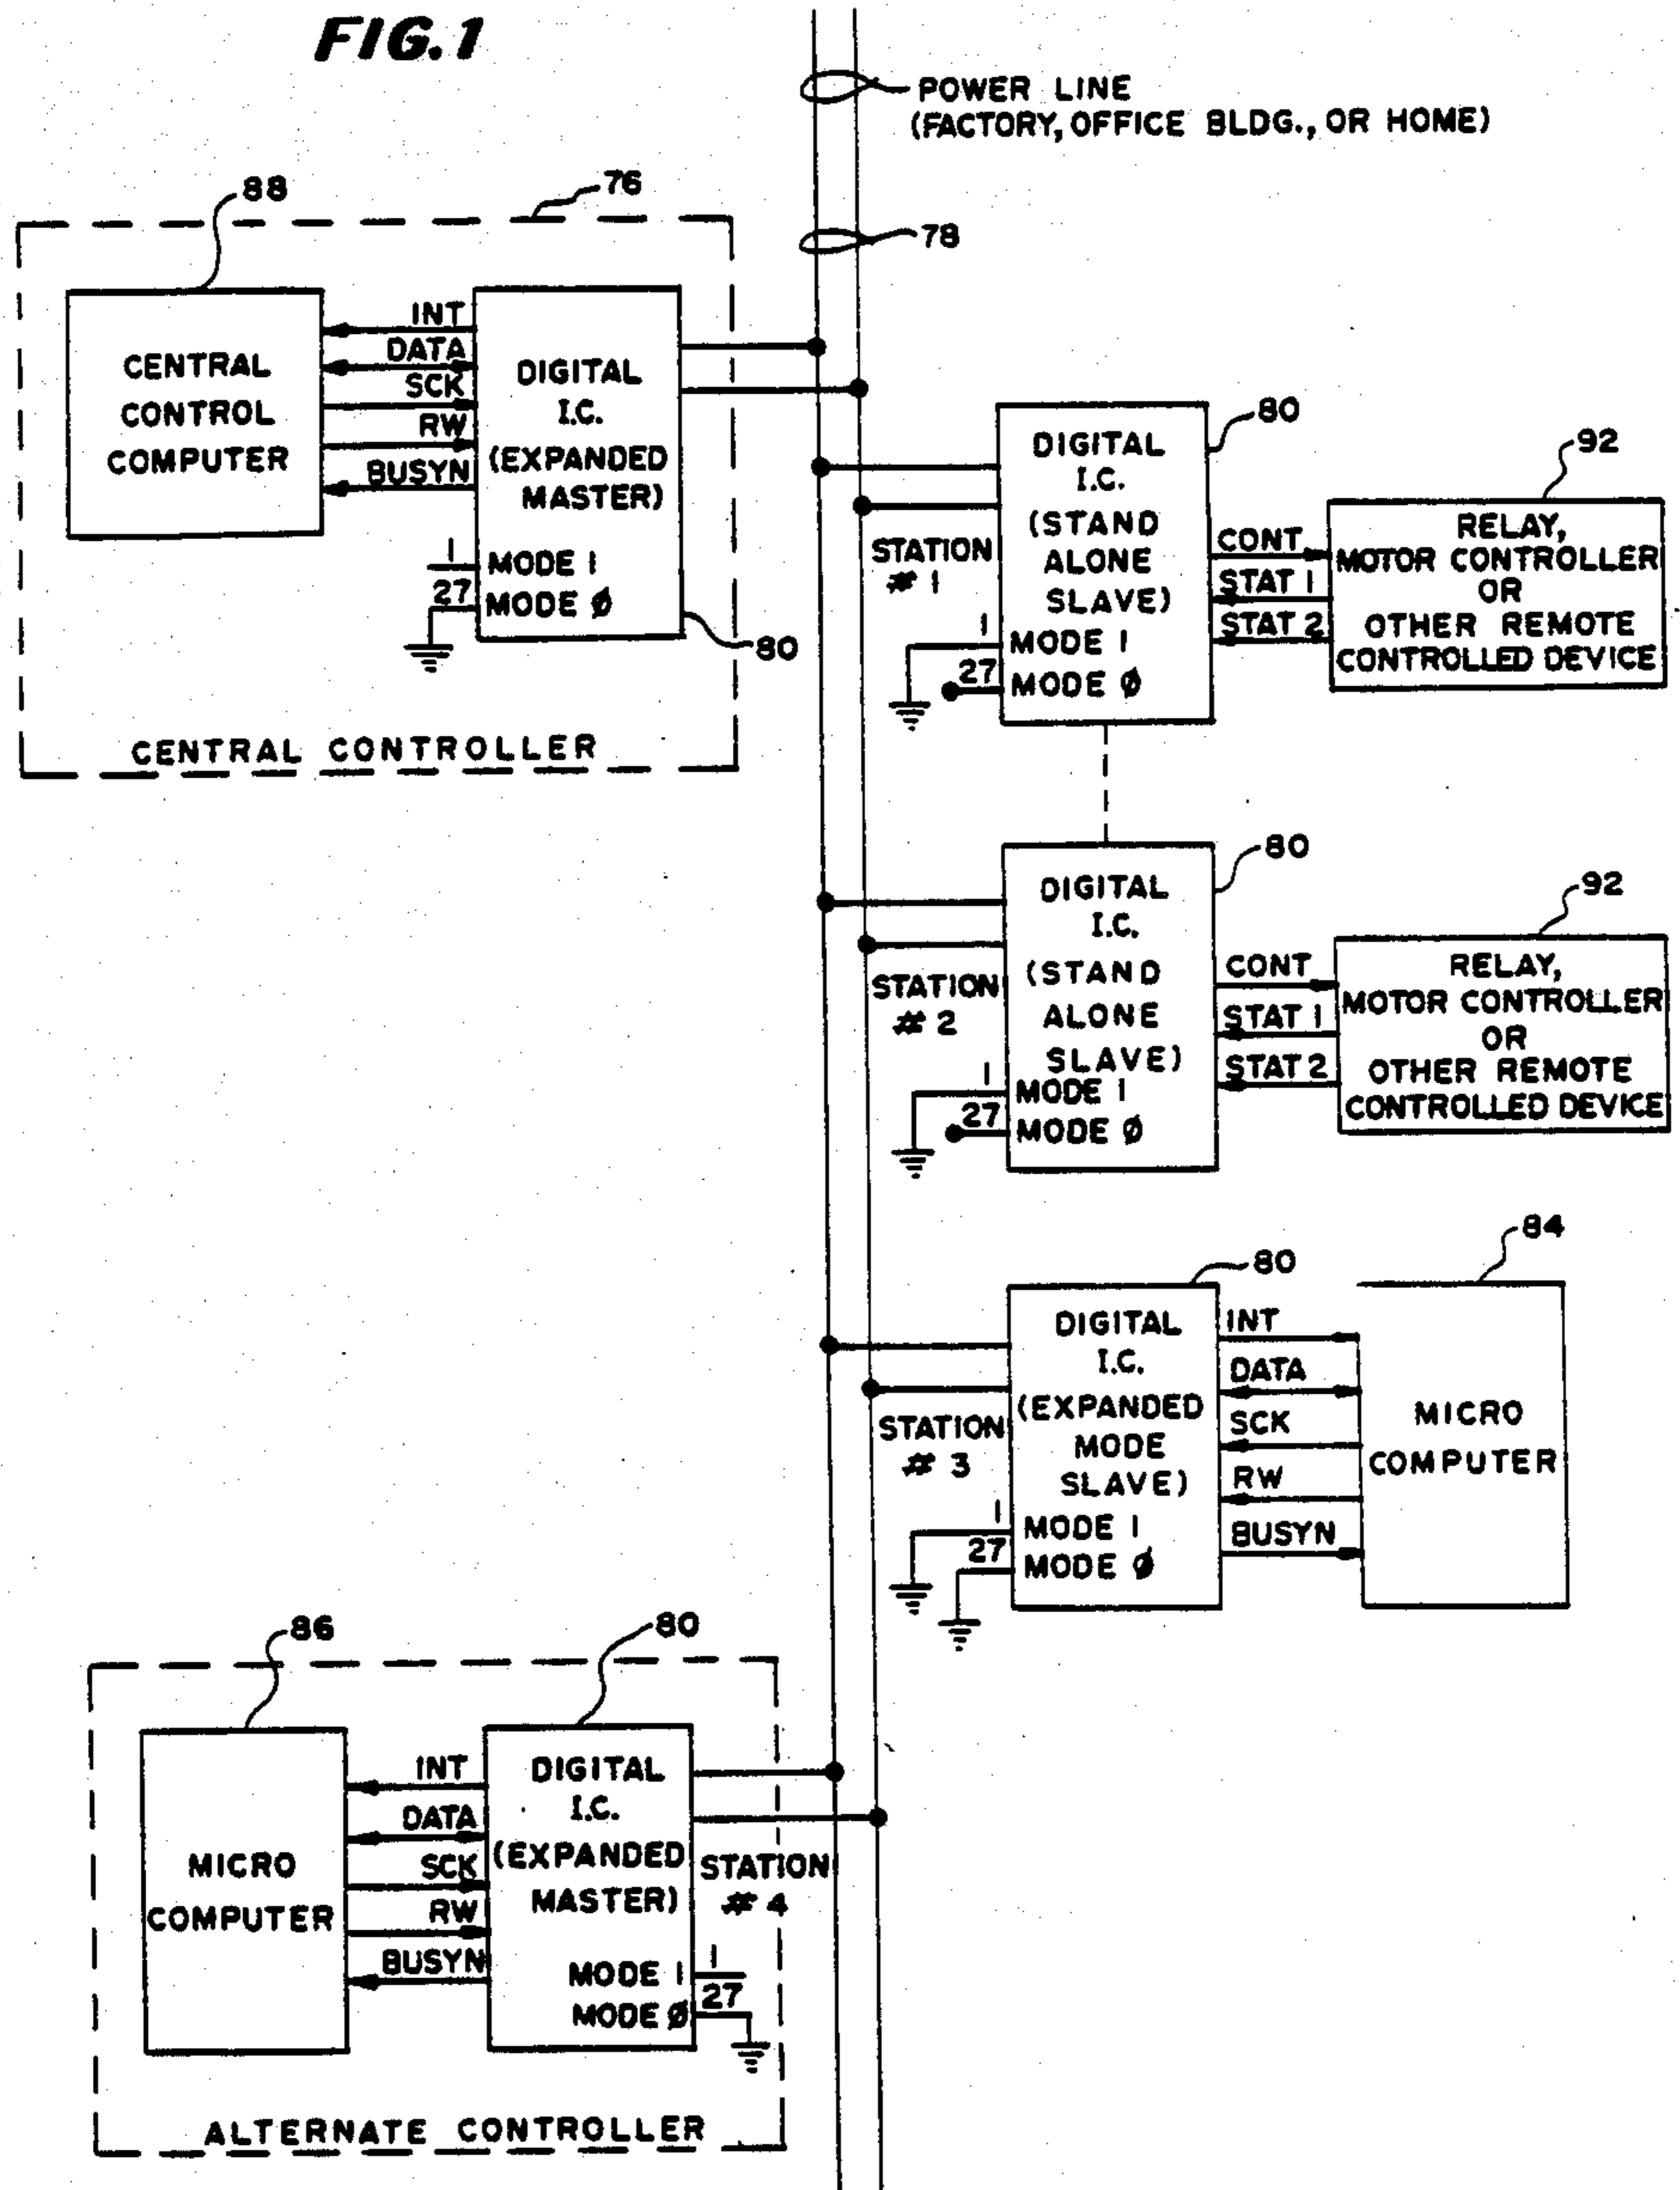 FIG.1
POWER LINE
(FACTORY, OFFICE BLDG., OR HOME)
88
76
78
CENTRAL
CONTROL
COMPUTER
INT
DATA
SCK
RW
BUSYN
DIGITAL
I.C.
(EXPANDED
MASTER)
1
MODE 1
27
MODE Ø
80
CENTRAL CONTROLLER
80
DIGITAL
I.C.
(STAND
ALONE
SLAVE)
STATION
# 1
1
MODE 1
27
MODE Ø
CONT
STAT 1
STAT 2
92
RELAY,
MOTOR CONTROLLER
OR
OTHER REMOTE
CONTROLLED DEVICE
80
DIGITAL
I.C.
(STAND
ALONE
SLAVE)
STATION
# 2
1
MODE 1
27
MODE Ø
CONT
STAT 1
STAT 2
92
RELAY,
MOTOR CONTROLLER
OR
OTHER REMOTE
CONTROLLED DEVICE
80
DIGITAL
I.C.
(EXPANDED
MODE
SLAVE)
STATION
# 3
1
MODE 1
27
MODE Ø
INT
DATA
SCK
RW
BUSYN
84
MICRO
COMPUTER
86
80
MICRO
COMPUTER
INT
DATA
SCK
RW
BUSYN
DIGITAL
I.C.
(EXPANDED
MASTER)
STATION
# 4
MODE 1
1
MODE Ø
27
ALTERNATE CONTROLLER